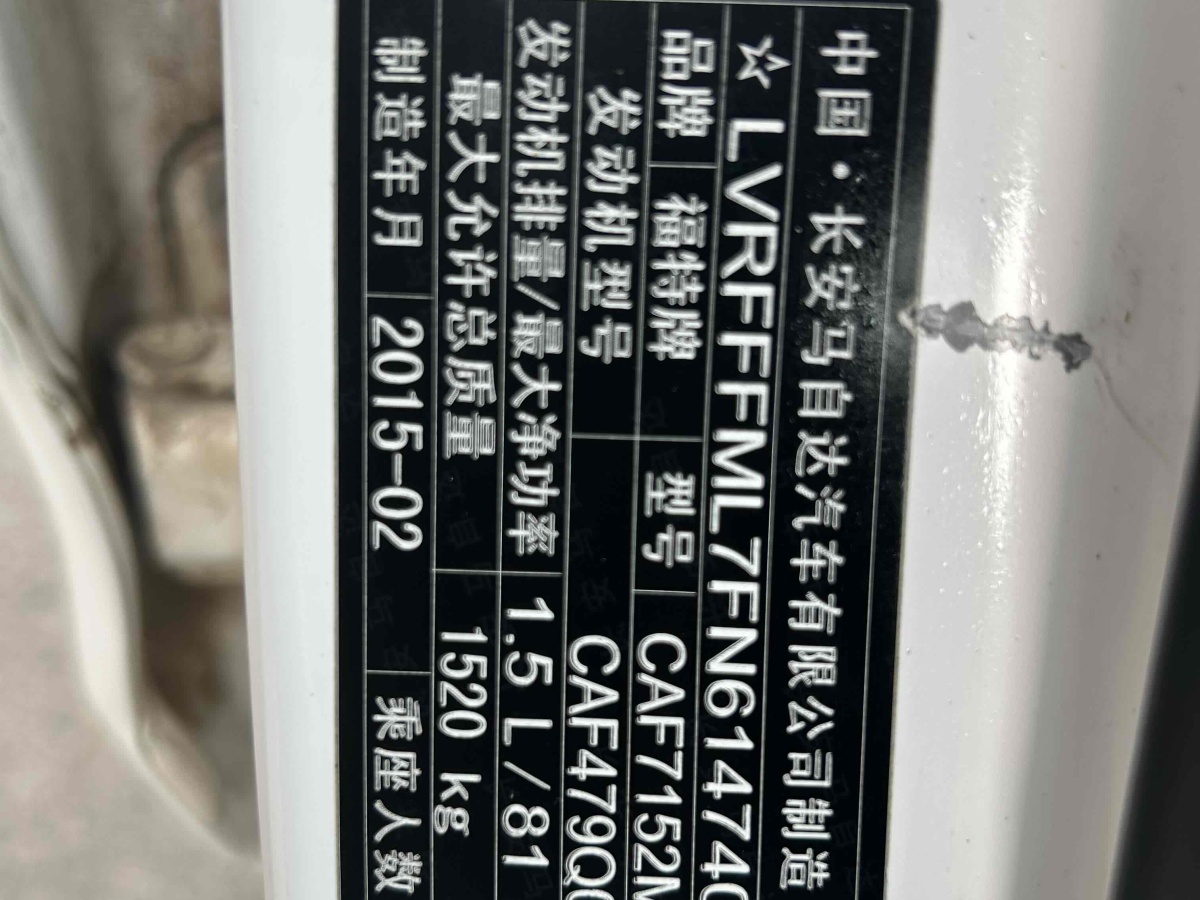 中国·长安马自达汽车有限公司制造
☆ LVRFFFML7FN614740
品牌 福特牌 型号 CAF7152M
发动机型号 CAF479Q
发动机排量/最大净功率 1.5 L / 81
最大允许总质量 1520 kg
制造年月 2015-02 乘座人数